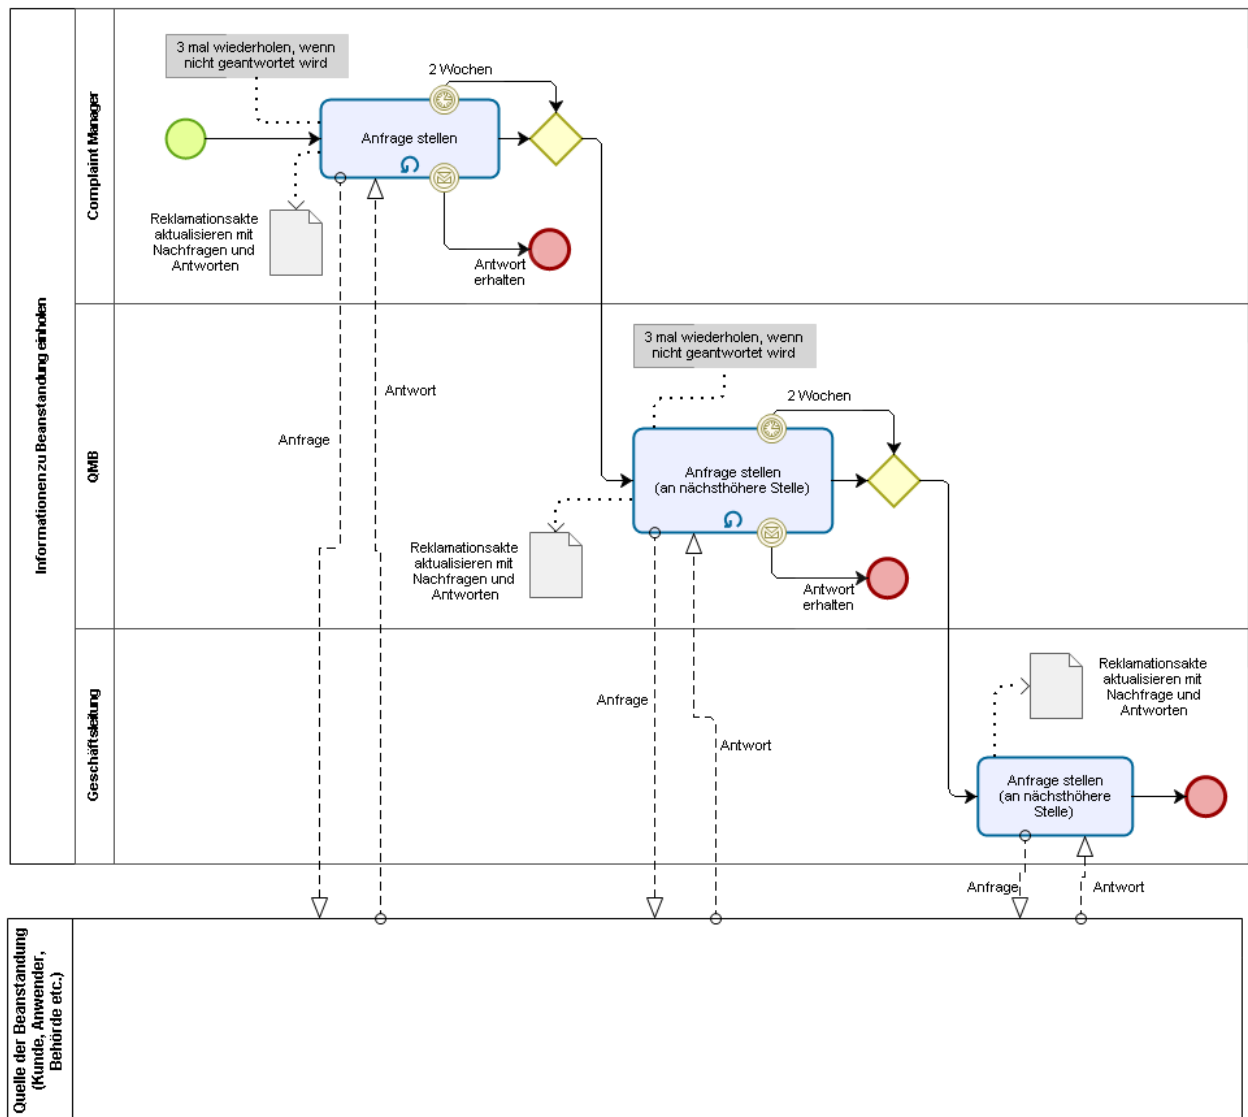 Informationen zu Beanstandung einholen
Complaint Manager
3 mal wiederholen, wenn
nicht geantwortet wird
2 Wochen
Anfrage stellen
Reklamationsakte
aktualisieren mit
Nachfragen und
Antworten
Antwort
erhalten
Anfrage
Antwort
QMB
3 mal wiederholen, wenn
nicht geantwortet wird
2 Wochen
Anfrage stellen
(an nächsthöhere Stelle)
Reklamationsakte
aktualisieren mit
Nachfragen und
Antworten
Antwort
erhalten
Geschäftsleitung
Anfrage
Antwort
Reklamationsakte
aktualisieren mit
Nachfrage und
Antworten
Anfrage stellen
(an nächsthöhere
Stelle)
Anfrage
Antwort
Quelle der Beanstandung
(Kunde, Anwender,
Behörde etc.)